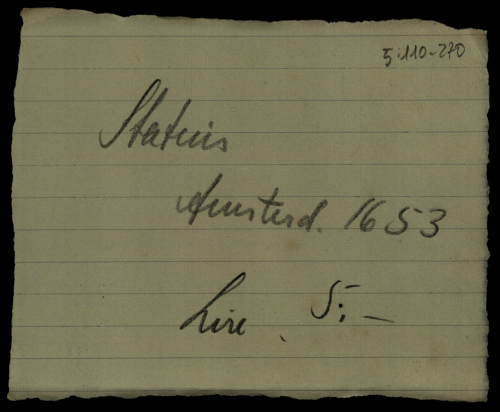 5:110-270
Statius
Amsterd. 1653
Lire . 5:—